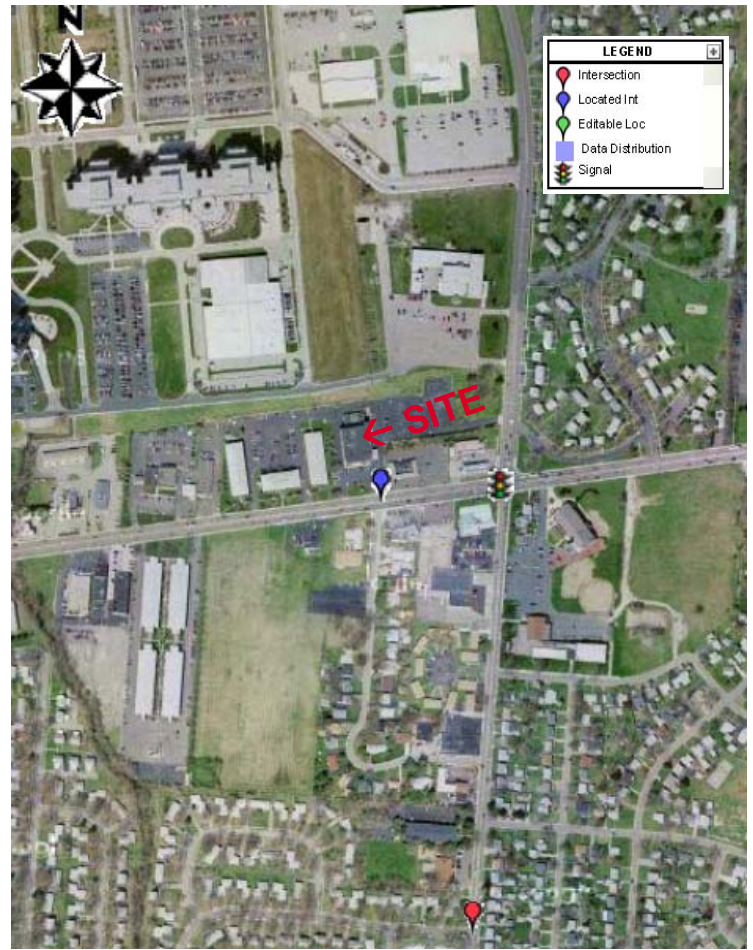 N
LEGEND
Intersection
Located Int
Editable Loc
Data Distribution
Signal
← SITE